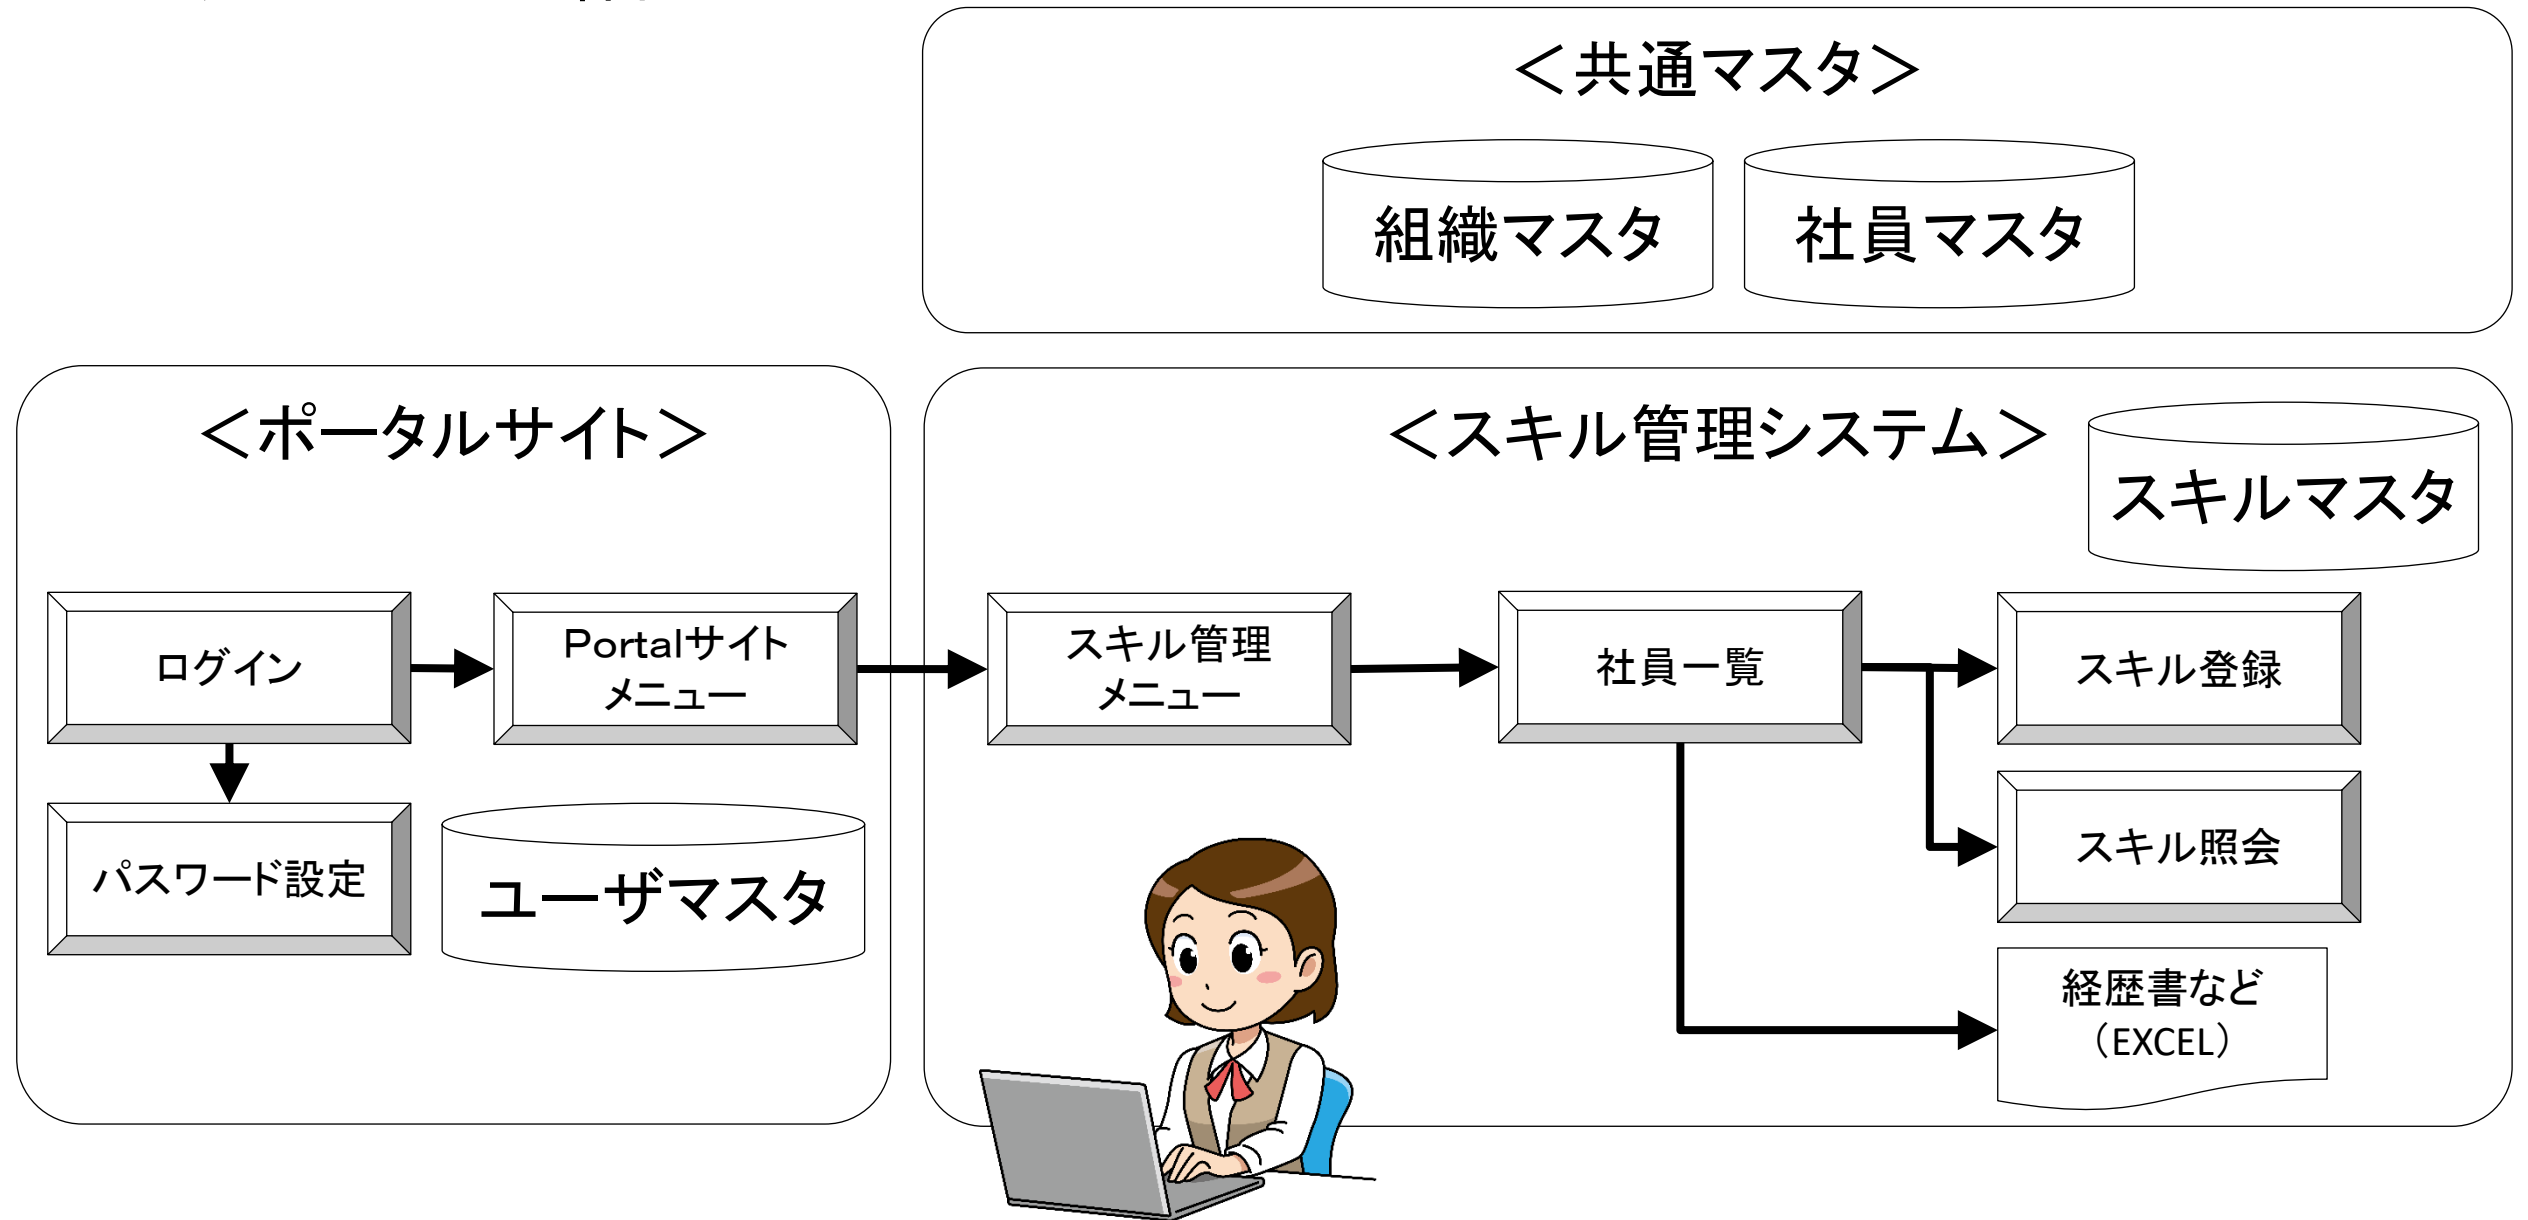 ＜共通マスタ＞
組織マスタ
社員マスタ
＜ポータルサイト＞
ログイン
Portalサイト
メニュー
パスワード設定
ユーザマスタ
＜スキル管理システム＞
スキルマスタ
スキル管理
メニュー
社員一覧
スキル登録
スキル照会
経歴書など
（EXCEL）